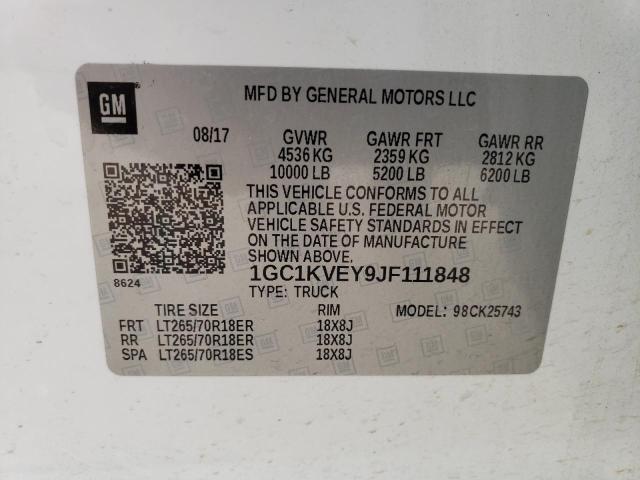 GM
MFD BY GENERAL MOTORS LLC
08/17 GVWR GAWR FRT GAWR RR
4536 KG 2359 KG 2812 KG
10000 LB 5200 LB 6200 LB
THIS VEHICLE CONFORMS TO ALL
APPLICABLE U.S. FEDERAL MOTOR
VEHICLE SAFETY STANDARDS IN EFFECT
ON THE DATE OF MANUFACTURE
SHOWN ABOVE.
8624
1GC1KVEY9JF111848
TYPE: TRUCK
TIRE SIZE RIM MODEL: 98CK25743
FRT LT265/70R18ER 18X8J
RR LT265/70R18ER 18X8J
SPA LT265/70R18ES 18X8J